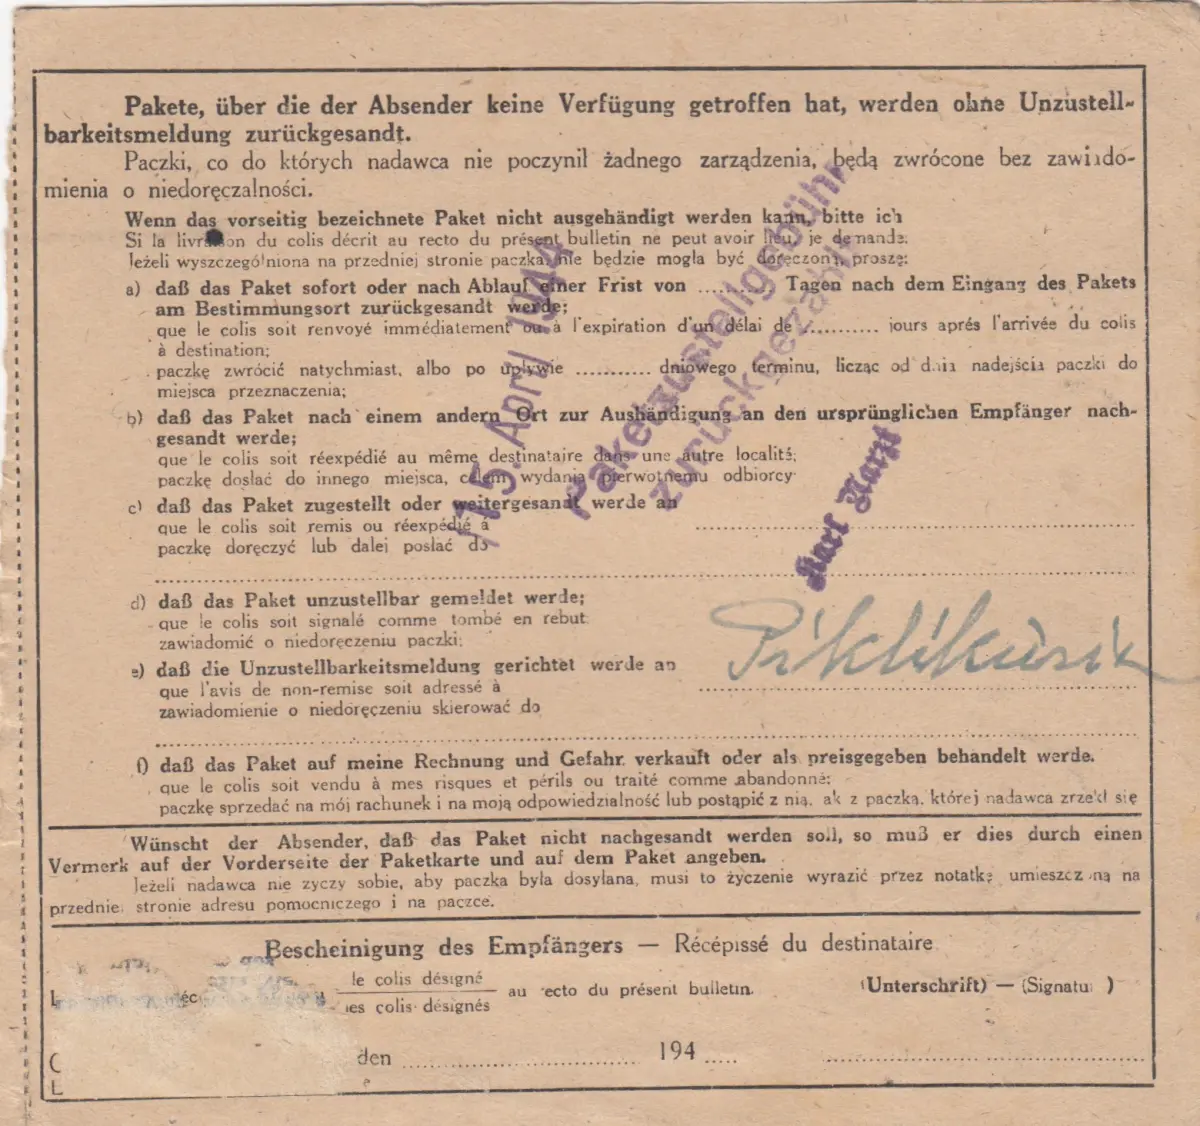 Pakete, über die der Absender keine Verfügung getroffen hat, werden ohne Unzustell-
barkeitsmeldung zurückgesandt.
Paczki, co do których nadawca nie poczynił żadnego zarządzenia, będą zwrócone bez zawiado-
mienia o niedoręczalności.
Wenn das vorseitig bezeichnete Paket nicht ausgehändigt werden kann, bitte ich
Si la livraison du colis décrit au recto du présent bulletin ne peut avoir lieu, je demande:
Jeżeli wyszczególniona na przedniej stronie paczka nie będzie mogła być doręczona, proszę:
a) daß das Paket sofort oder nach Ablauf einer Frist von .......... Tagen nach dem Eingang des Pakets
am Bestimmungsort zurückgesandt werde;
que le colis soit renvoyé immédiatement ou à l'expiration d'un délai de ........... jours aprés l'arrivée du colis
à destination;
paczkę zwrócić natychmiast, albo po upływie ........... dniowego terminu, licząc od dnia nadejścia paczki do
miejsca przeznaczenia;
b) daß das Paket nach einem andern Ort zur Aushändigung an den ursprünglichen Empfänger nach-
gesandt werde;
que le colis soit réexpédié au même destinataire dans une autre localité;
paczkę dosłać do innego miejsca, celem wydania pierwotnemu odbiorcy
c) daß das Paket zugestellt oder weitergesandt werde an
que le colis soit remis ou réexpédié à
paczkę doręczyć lub dalej posłać do
d) daß das Paket unzustellbar gemeldet werde;
que le colis soit signalé comme tombé en rebut
zawiadomić o niedoręczeniu paczki;
e) daß die Unzustellbarkeitsmeldung gerichtet werde an
que l'avis de non-remise soit adressé à
zawiadomienie o niedoręczeniu skierować do
f) daß das Paket auf meine Rechnung und Gefahr verkauft oder als preisgegeben behandelt werde.
que le colis soit vendu à mes risques et périls ou traité comme abandonné;
paczkę sprzedać na mój rachunek i na moją odpowiedzialność lub postąpić z nią, ak z paczką, której nadawca zrzekł się
15. April 1944
Paketzustellgebühr
zurückgezahlt
Karl
Wünscht der Absender, daß das Paket nicht nachgesandt werden soll, so muß er dies durch einen
Vermerk auf der Vorderseite der Paketkarte und auf dem Paket angeben.
Jeżeli nadawca nie życzy sobie, aby paczka była dosyłana, musi to życzenie wyrazić przez notatkę umieszczoną na
przedniej stronie adresu pomocniczego i na paczce.
Bescheinigung des Empfängers — Récépissé du destinataire
le colis désigné
les colis désignés
au recto du présent bulletin.
(Unterschrift) — (Signatu )
den .......... 194 .....